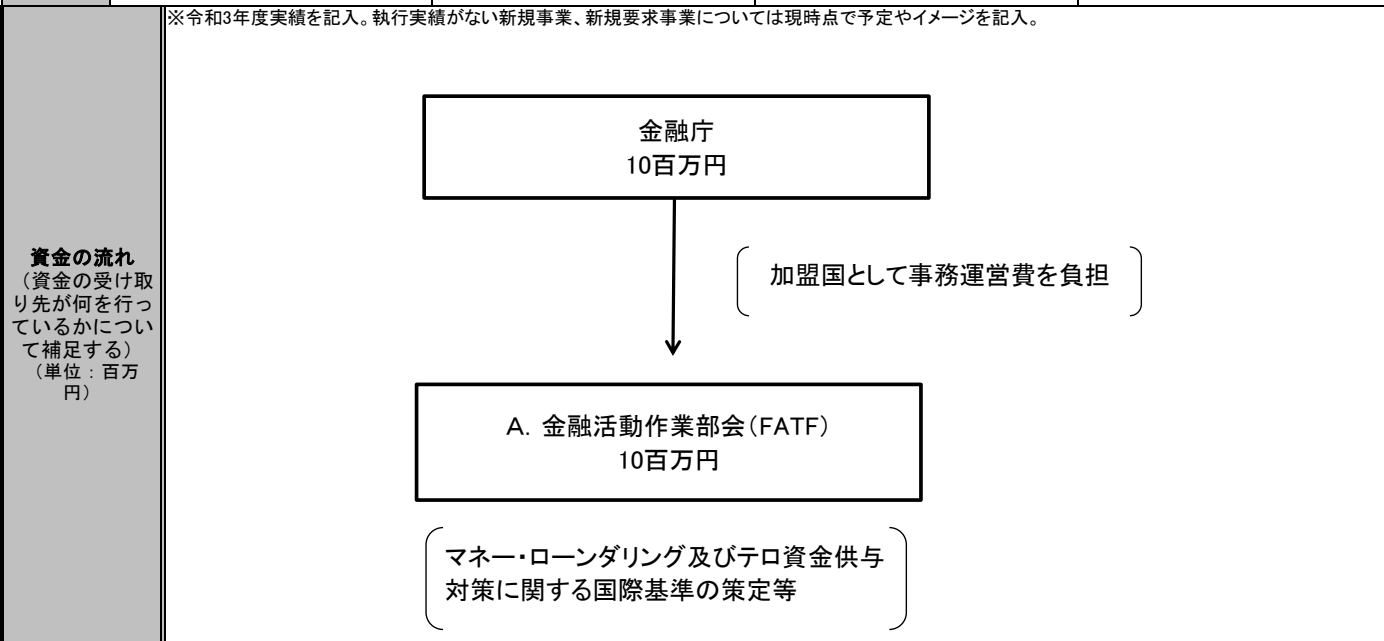 ※令和3年度実績を記入。執行実績がない新規事業、新規要求事業については現時点で予定やイメージを記入。
資金の流れ
（資金の受け取
り先が何を行っ
ているかについ
て補足する）
（単位：百万
円）
金融庁
10百万円
加盟国として事務運営費を負担
A．金融活動作業部会（FATF）
10百万円
マネー・ローンダリング及びテロ資金供与
対策に関する国際基準の策定等